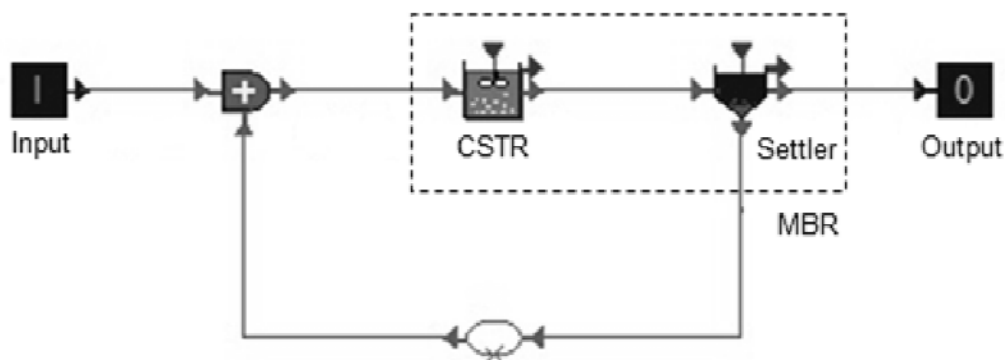 I
Input
+
CSTR
Settler
MBR
0
Output